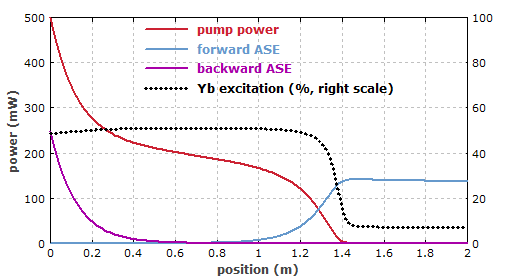 500
400
300
200
100
0
power (mW)
100
80
60
40
20
0
pump power
forward ASE
backward ASE
Yb excitation (%, right scale)
0 0.2 0.4 0.6 0.8 1 1.2 1.4 1.6 1.8 2
position (m)